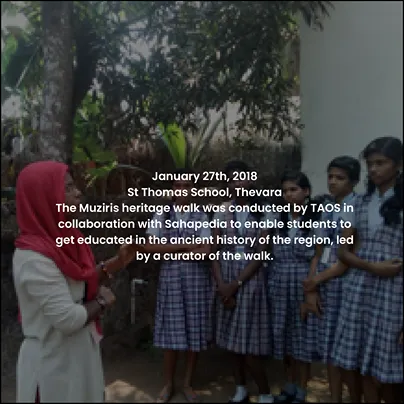 January 27th, 2018
St Thomas School, Thevara
The Muziris heritage walk was conducted by TAOS in
collaboration with Sahapedia to enable students to
get educated in the ancient history of the region, led
by a curator of the walk.